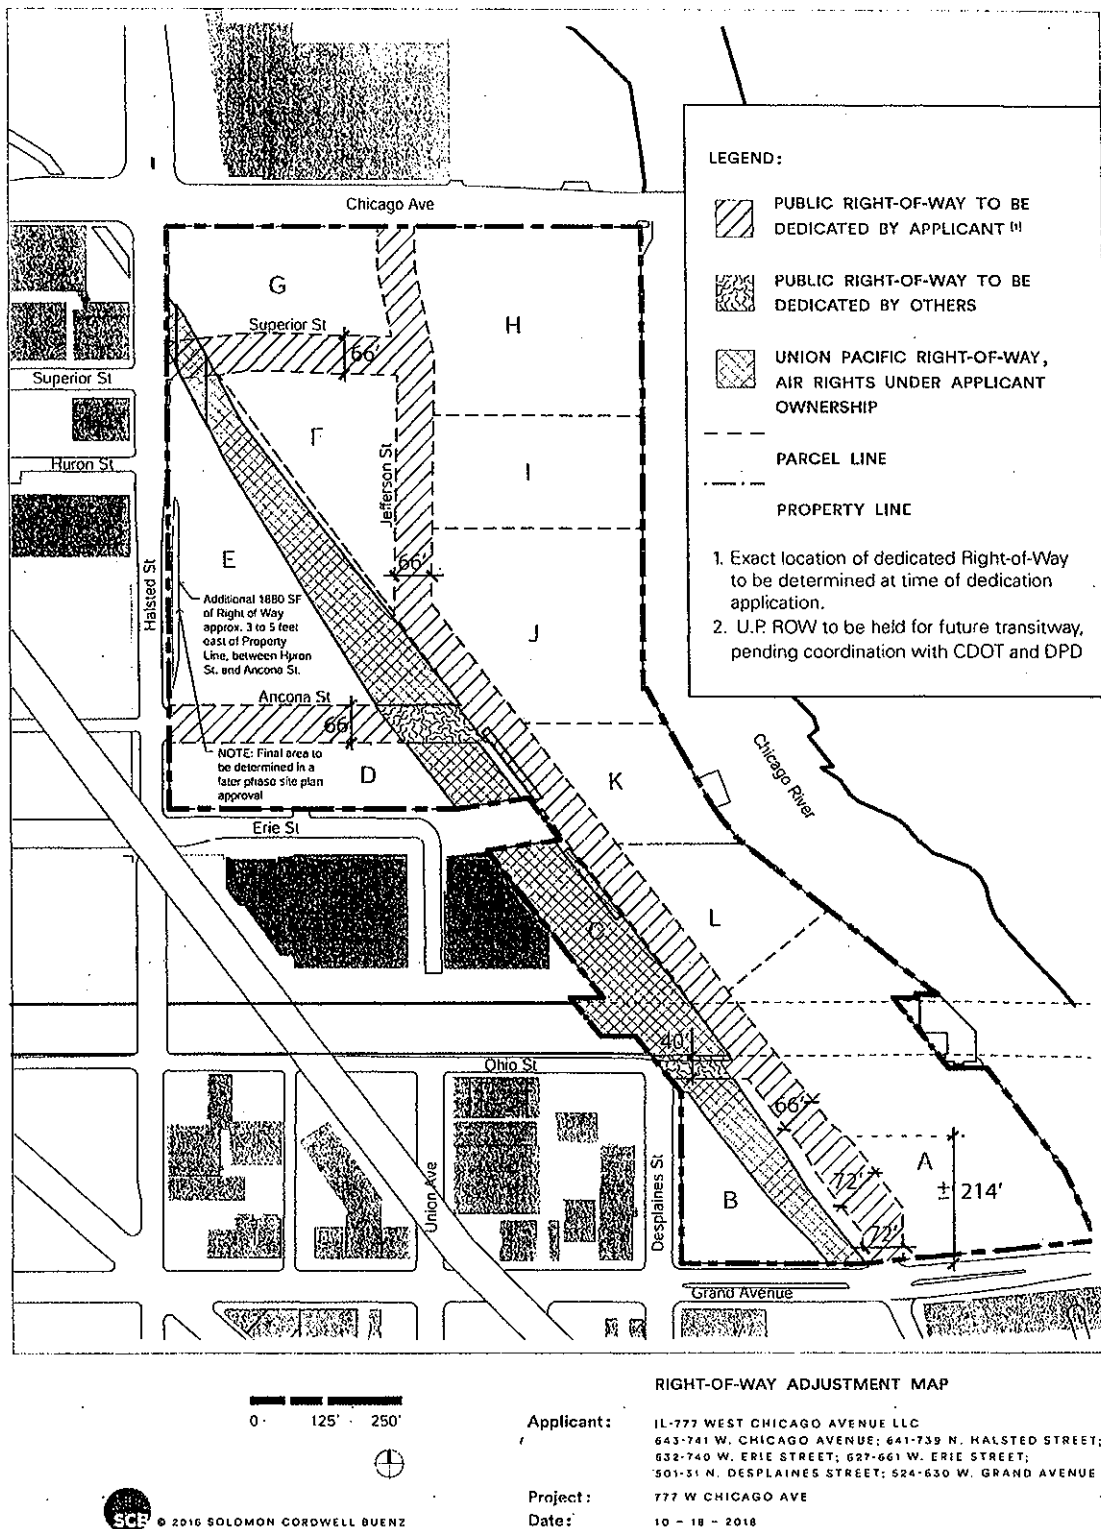 Chicago Ave
LEGEND:
PUBLIC RIGHT-OF-WAY TO BE
DEDICATED BY APPLICANT [1]
PUBLIC RIGHT-OF-WAY TO BE
DEDICATED BY OTHERS
UNION PACIFIC RIGHT-OF-WAY,
AIR RIGHTS UNDER APPLICANT
OWNERSHIP
PARCEL LINE
PROPERTY LINE
1. Exact location of dedicated Right-of-Way
to be determined at time of dedication
application.
2. U.P. ROW to be held for future transitway,
pending coordination with CDOT and DPD
G
H
Superior St
66'
Superior St
F
Jefferson St
I
Huron St
E
66'
Halsted St
Additional 1880 SF
of Right of Way
approx. 3 to 5 feet
east of Property
Line, between Huron
St. and Ancona St.
J
Ancona St
66'
NOTE: Final area to
be determined in a
later phase site plan
approval
D
K
Chicago River
Erie St
C
L
40'
Ohio St
66'
A
72'
± 214'
B
Union Ave
Desplaines St
72'
Grand Avenue
RIGHT-OF-WAY ADJUSTMENT MAP
0 125' 250'
Applicant: IL-777 WEST CHICAGO AVENUE LLC
643-741 W. CHICAGO AVENUE; 641-739 N. HALSTED STREET;
632-740 W. ERIE STREET; 627-661 W. ERIE STREET;
501-31 N. DESPLAINES STREET; 524-630 W. GRAND AVENUE
Project: 777 W CHICAGO AVE
Date: 10 - 18 - 2018
SCB © 2016 SOLOMON CORDWELL BUENZ